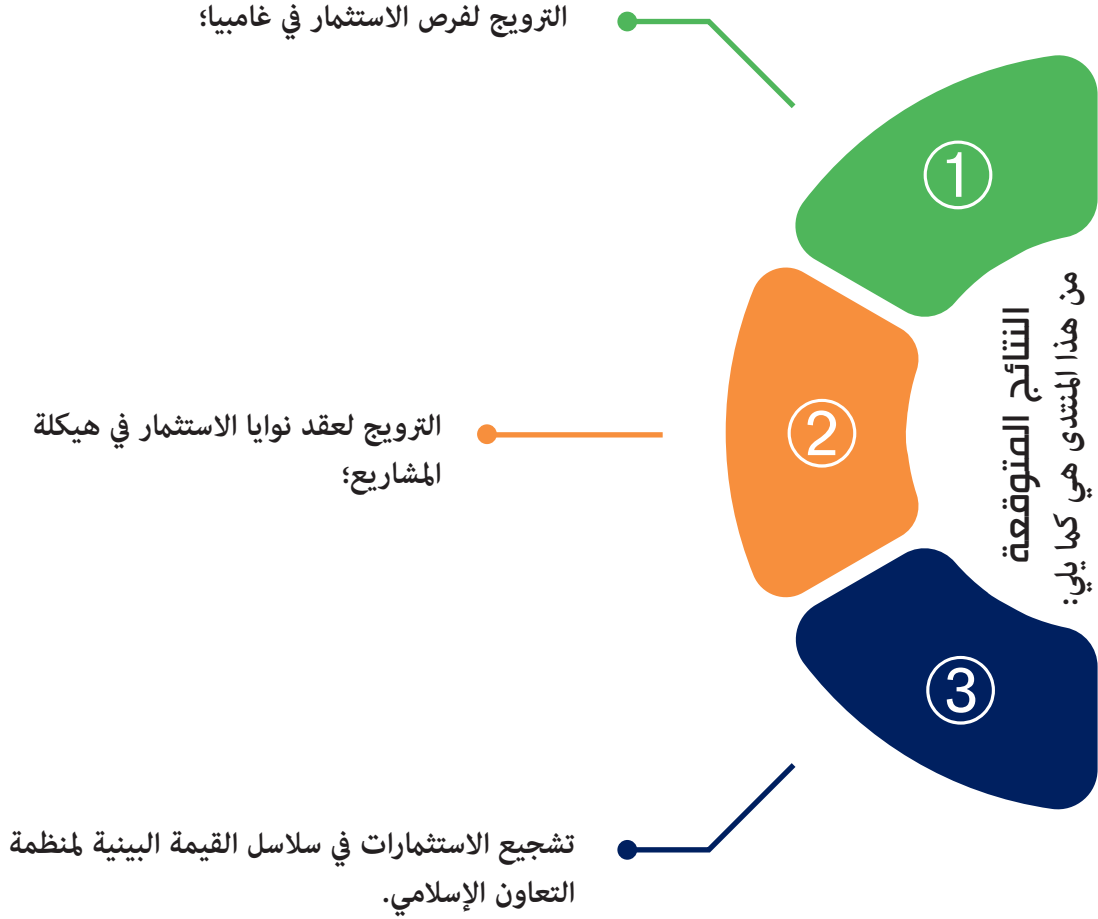 النتائج المتوقعة
من هذا المنتدى هي كما يلي:
①
الترويج لفرص الاستثمار في غامبيا؛
②
الترويج لعقد نوايا الاستثمار في هيكلة
المشاريع؛
③
تشجيع الاستثمارات في سلاسل القيمة البينية لمنظمة
التعاون الإسلامي.